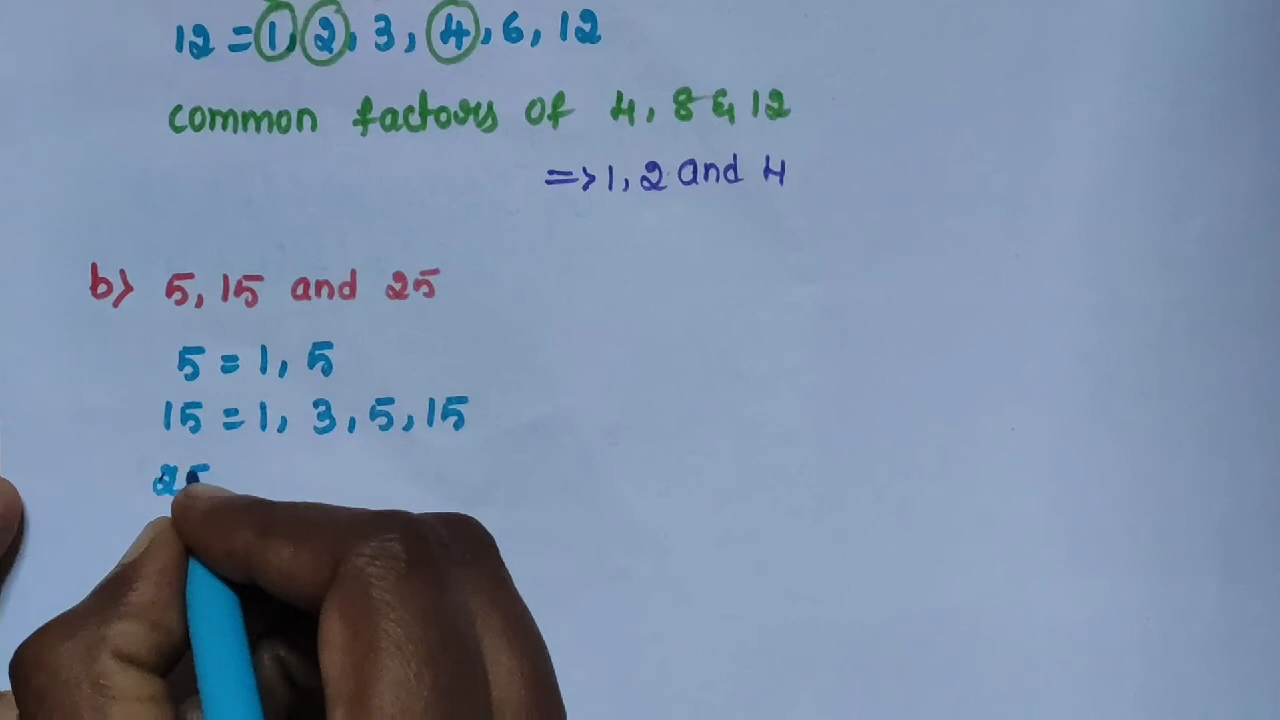 12 = 1, 2, 3, 4, 6, 12
common factors of 4, 8 & 12
=> 1, 2 and 4
b) 5, 15 and 25
5 = 1, 5
15 = 1, 3, 5, 15
25